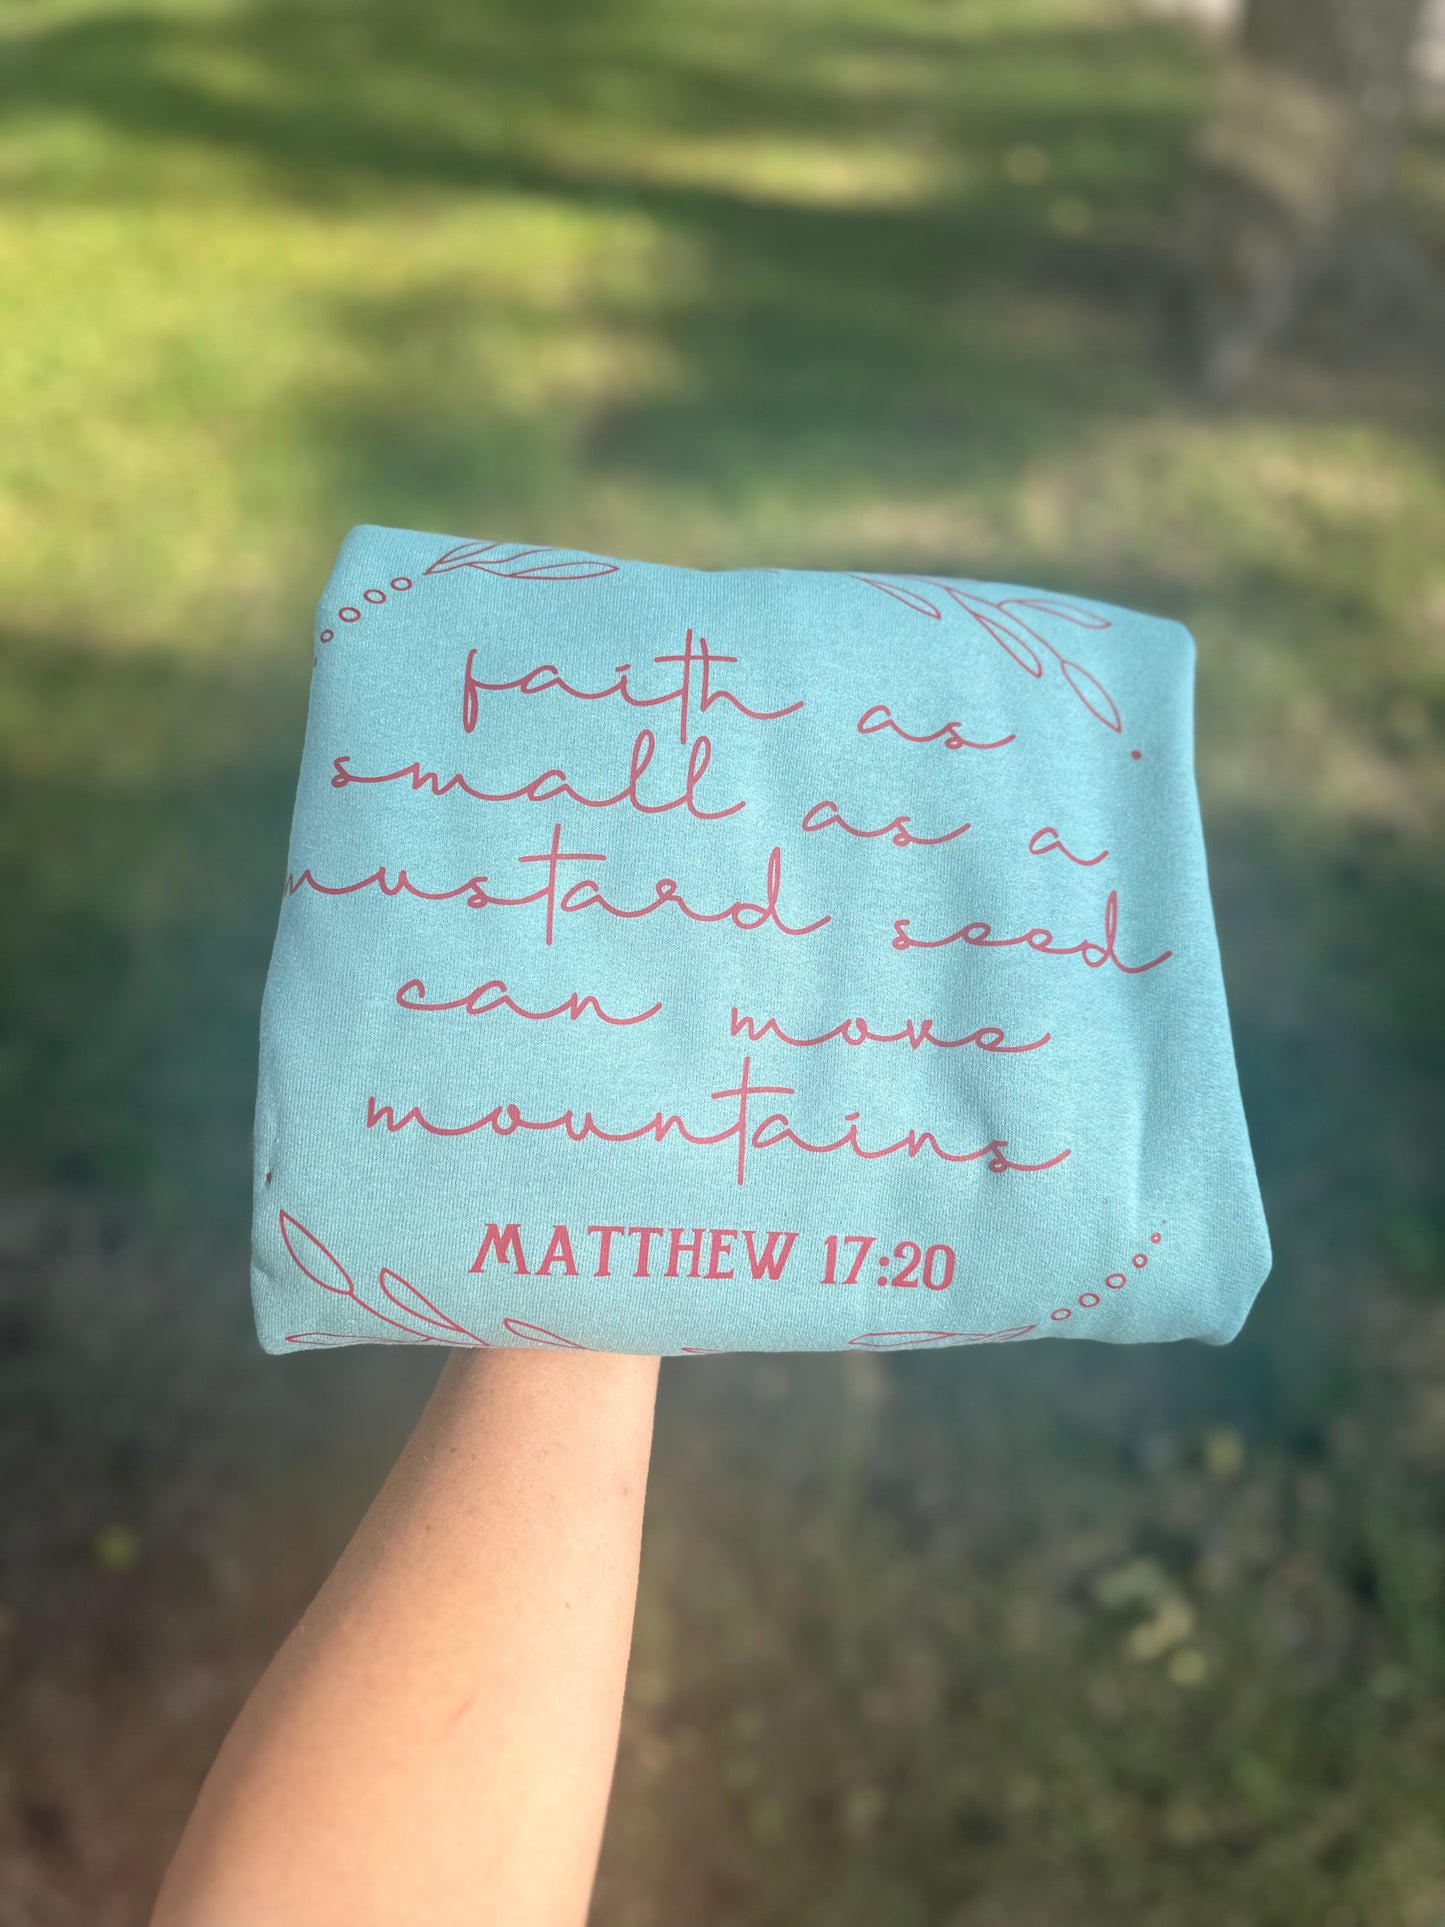 faith as
small as a
mustard seed
can move
mountains
MATTHEW 17:20